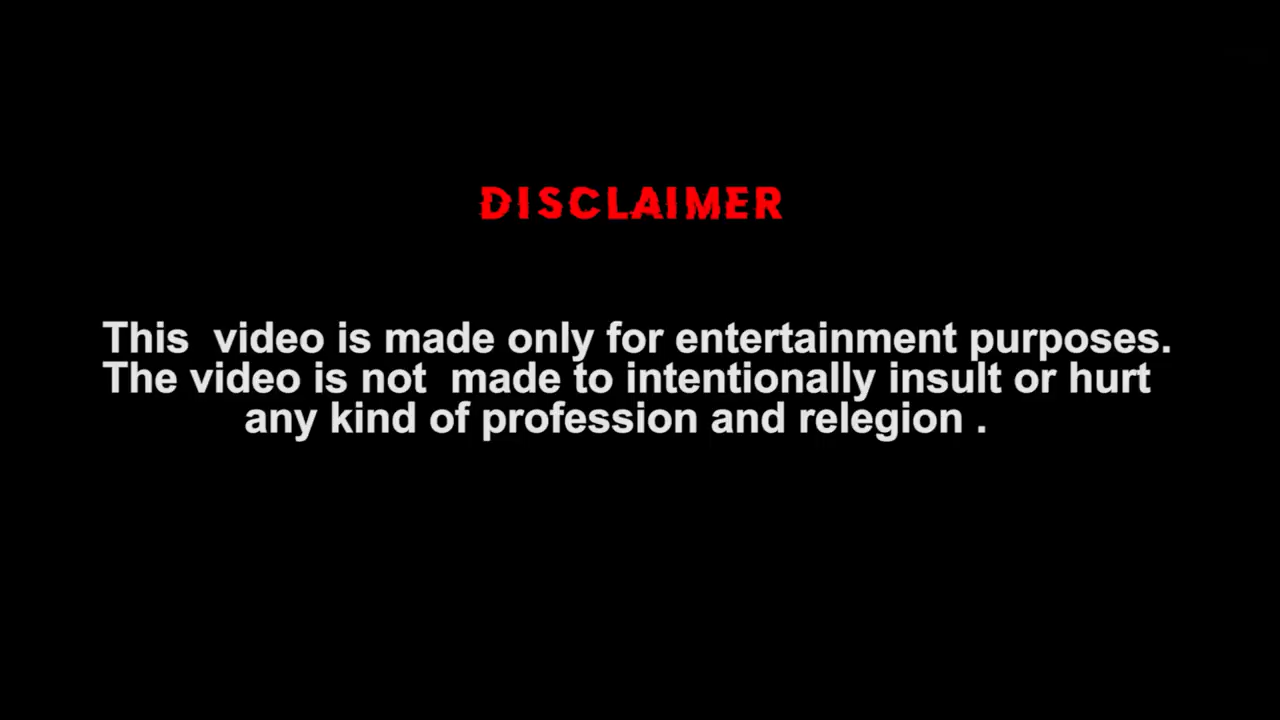 DISCLAIMER
This  video is made only for entertainment purposes.
The video is not  made to intentionally insult or hurt
any kind of profession and relegion .